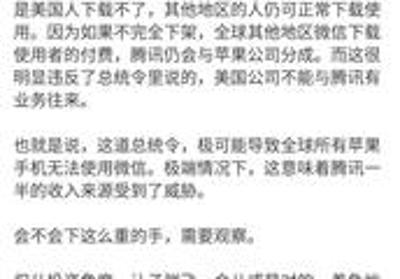 是美国人下载不了，其他地区的人仍可正常下载使
用。因为如果不完全下架，全球其他地区微信下载
使用者的付费，腾讯仍会与苹果公司分成。而这很
明显违反了总统令里说的，美国公司不能与腾讯有
业务往来。
也就是说，这道总统令，极可能导致全球所有苹果
手机无法使用微信。极端情况下，这意味着腾讯一
半的收入来源受到了威胁。
会不会下这么重的手，需要观察。